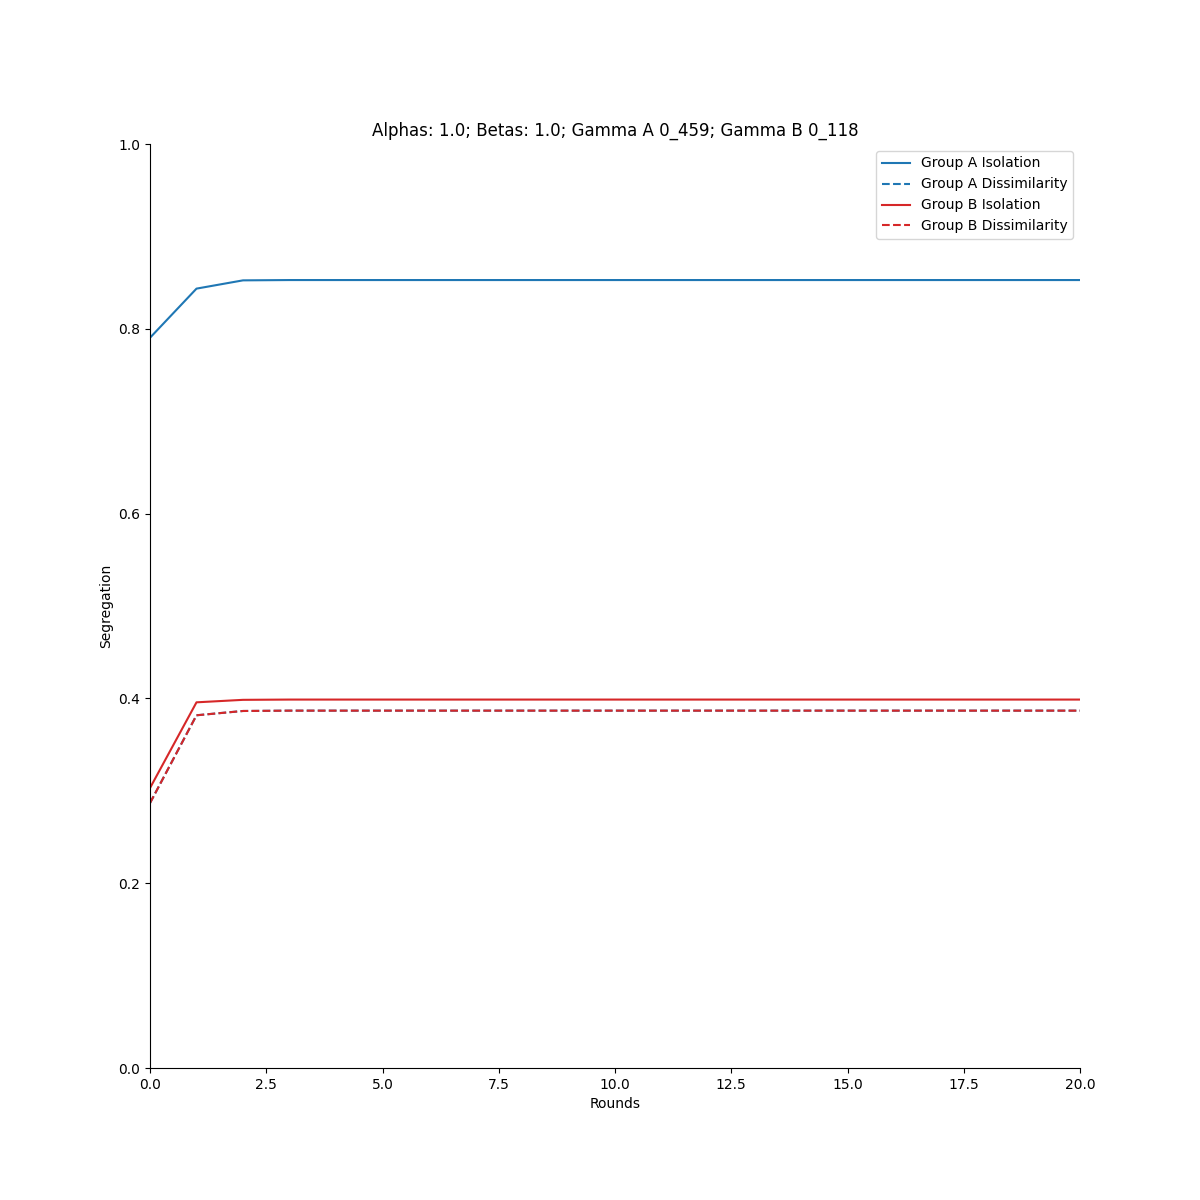 Alphas: 1.0; Betas: 1.0; Gamma A 0_459; Gamma B 0_118
1.0
Group A Isolation
Group A Dissimilarity
Group B Isolation
Group B Dissimilarity
0.8
0.6
Segregation
0.4
0.2
0.0
0.0 2.5 5.0 7.5 10.0 12.5 15.0 17.5 20.0
Rounds